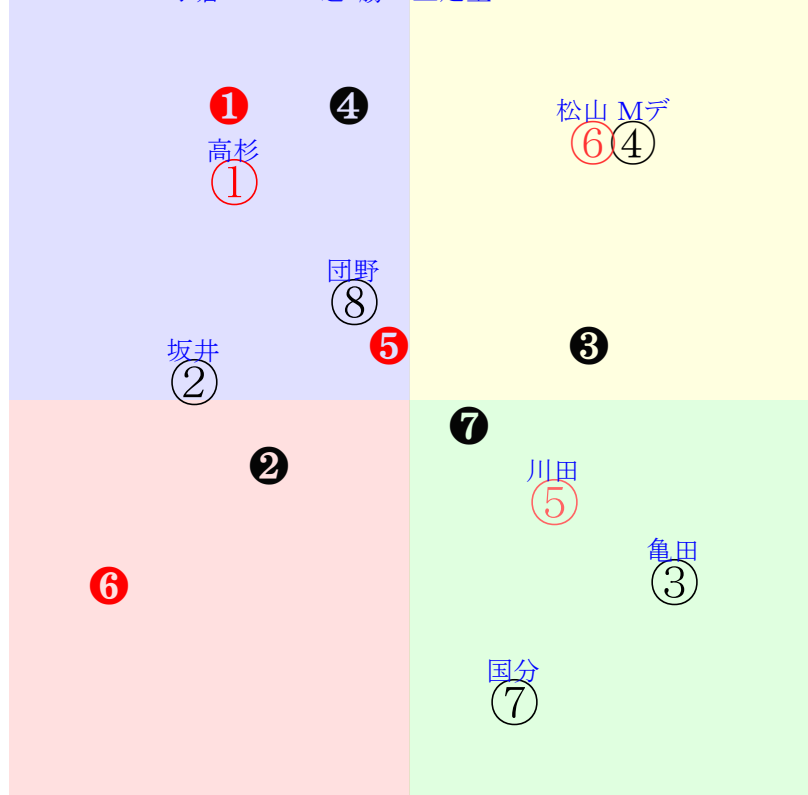 ❶ ❹
松山 Mデ
⑥④
高杉
①
団野
⑧
❺ ❸
坂井
②
❼
❷
川田
⑤
亀田
③
❻
国分
⑦